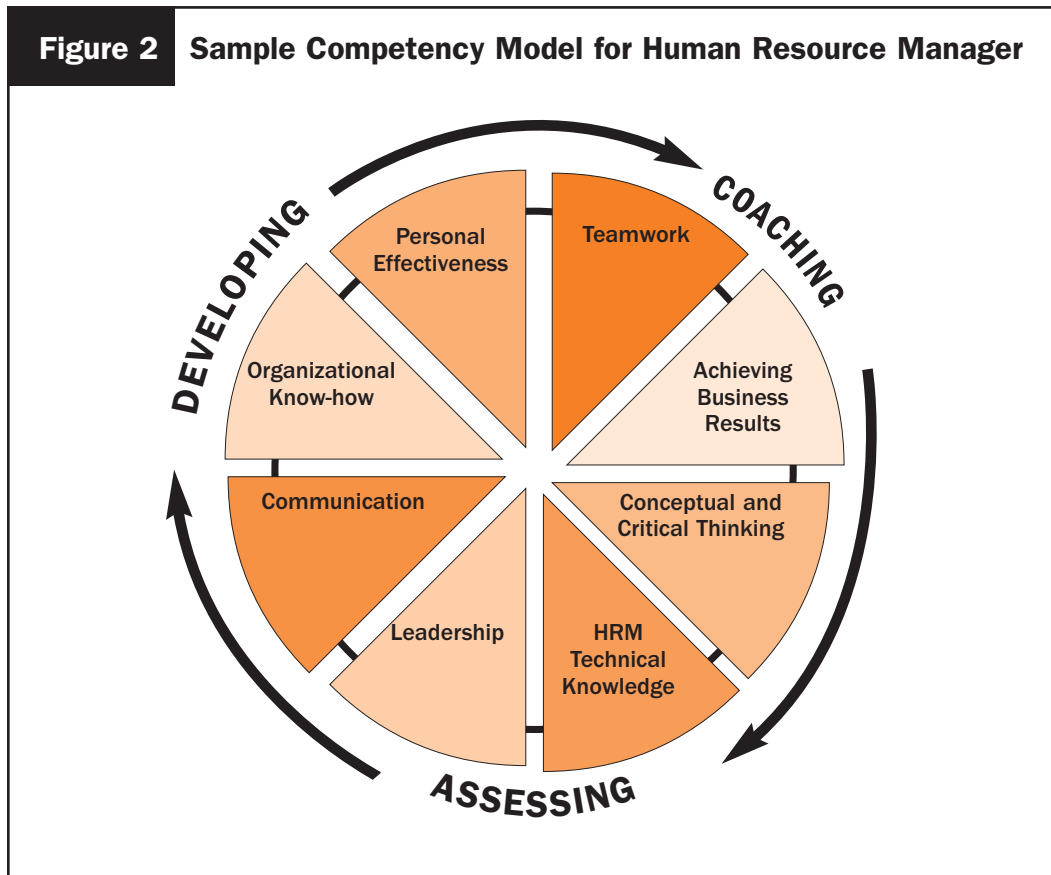 Figure 2 Sample Competency Model for Human Resource Manager
DEVELOPING
COACHING
ASSESSING
Personal
Effectiveness
Teamwork
Achieving
Business
Results
Conceptual and
Critical Thinking
HRM
Technical
Knowledge
Leadership
Communication
Organizational
Know-how